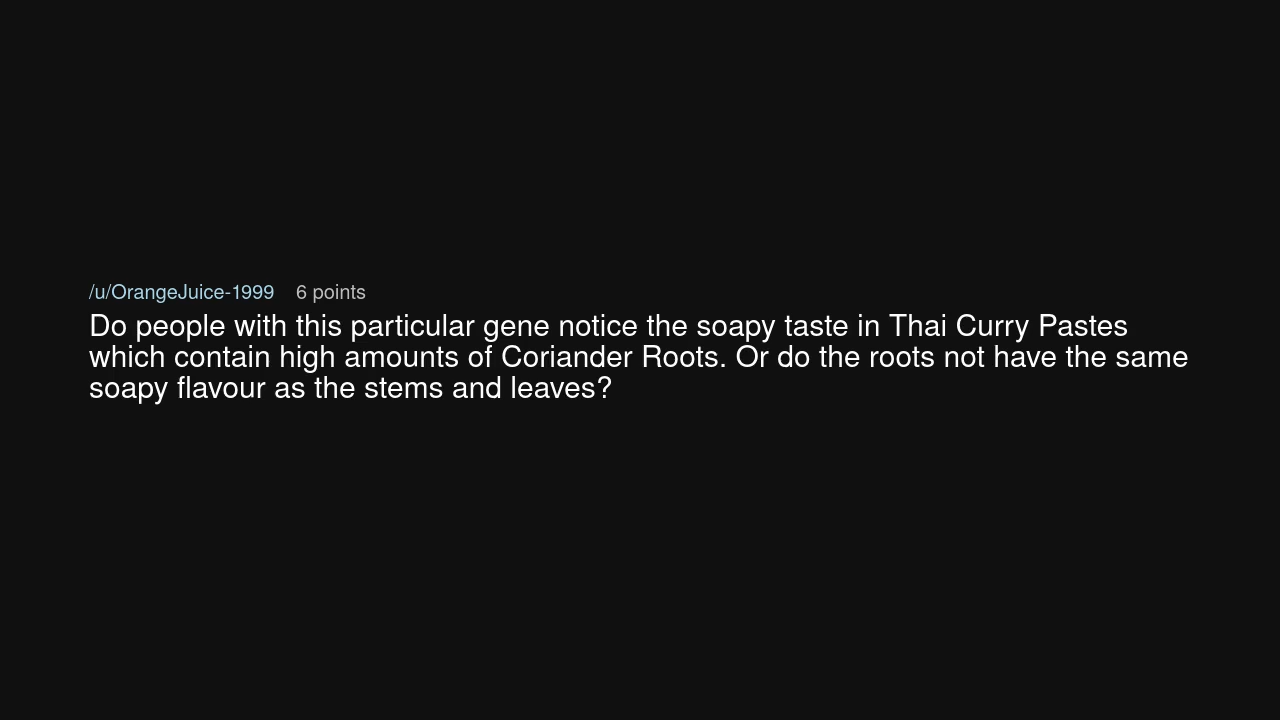 /u/OrangeJuice-1999 6 points
Do people with this particular gene notice the soapy taste in Thai Curry Pastes
which contain high amounts of Coriander Roots. Or do the roots not have the same
soapy flavour as the stems and leaves?